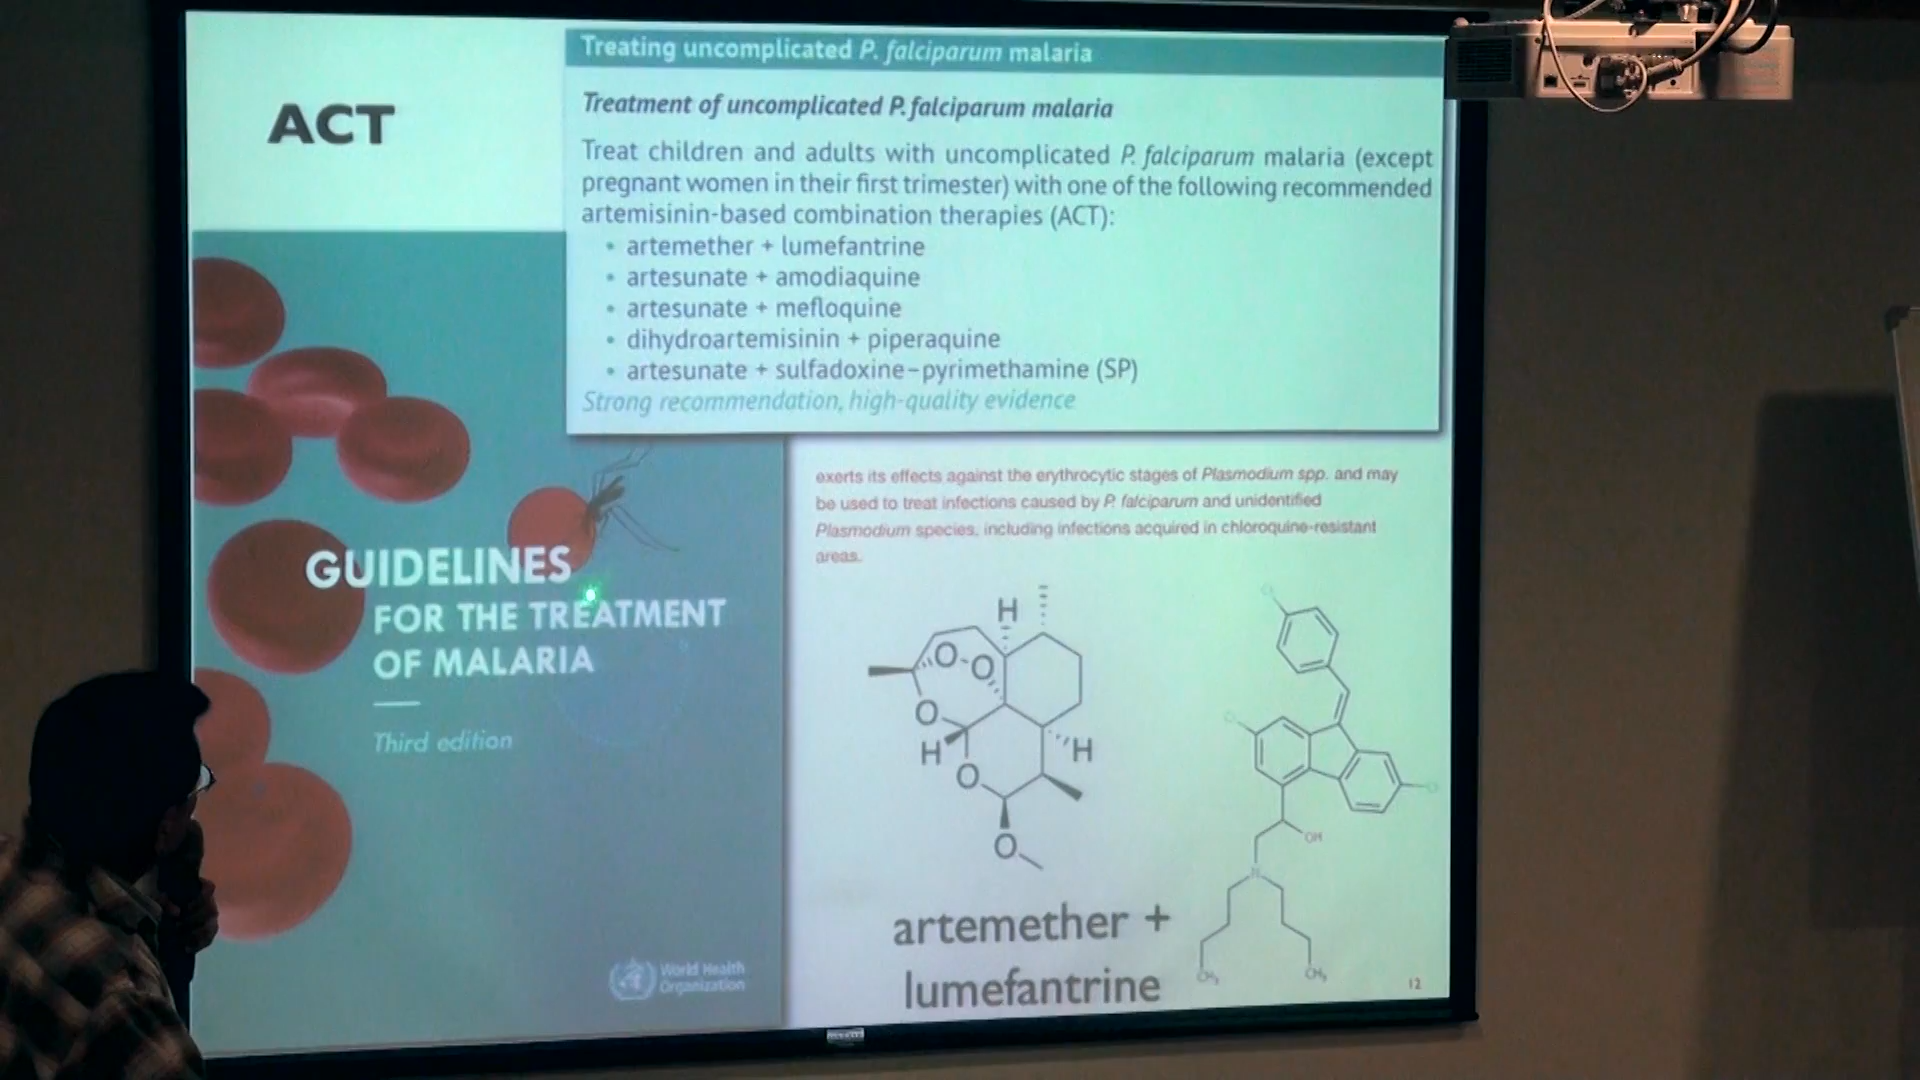 ACT
Treating uncomplicated P. falciparum malaria
Treatment of uncomplicated P. falciparum malaria
Treat children and adults with uncomplicated P. falciparum malaria (except
pregnant women in their first trimester) with one of the following recommended
artemisinin-based combination therapies (ACT):
• artemether + lumefantrine
• artesunate + amodiaquine
• artesunate + mefloquine
• dihydroartemisinin + piperaquine
• artesunate + sulfadoxine–pyrimethamine (SP)
Strong recommendation, high-quality evidence
GUIDELINES
FOR THE TREATMENT
OF MALARIA
Third edition
World Health
Organization
exerts its effects against the erythrocytic stages of Plasmodium spp. and may
be used to treat infections caused by P. falciparum and unidentified
Plasmodium species, including infections acquired in chloroquine-resistant
areas.
H
O
O
O
H
H
O
O
OH
N
CH₃
CH₃
artemether +
lumefantrine
12